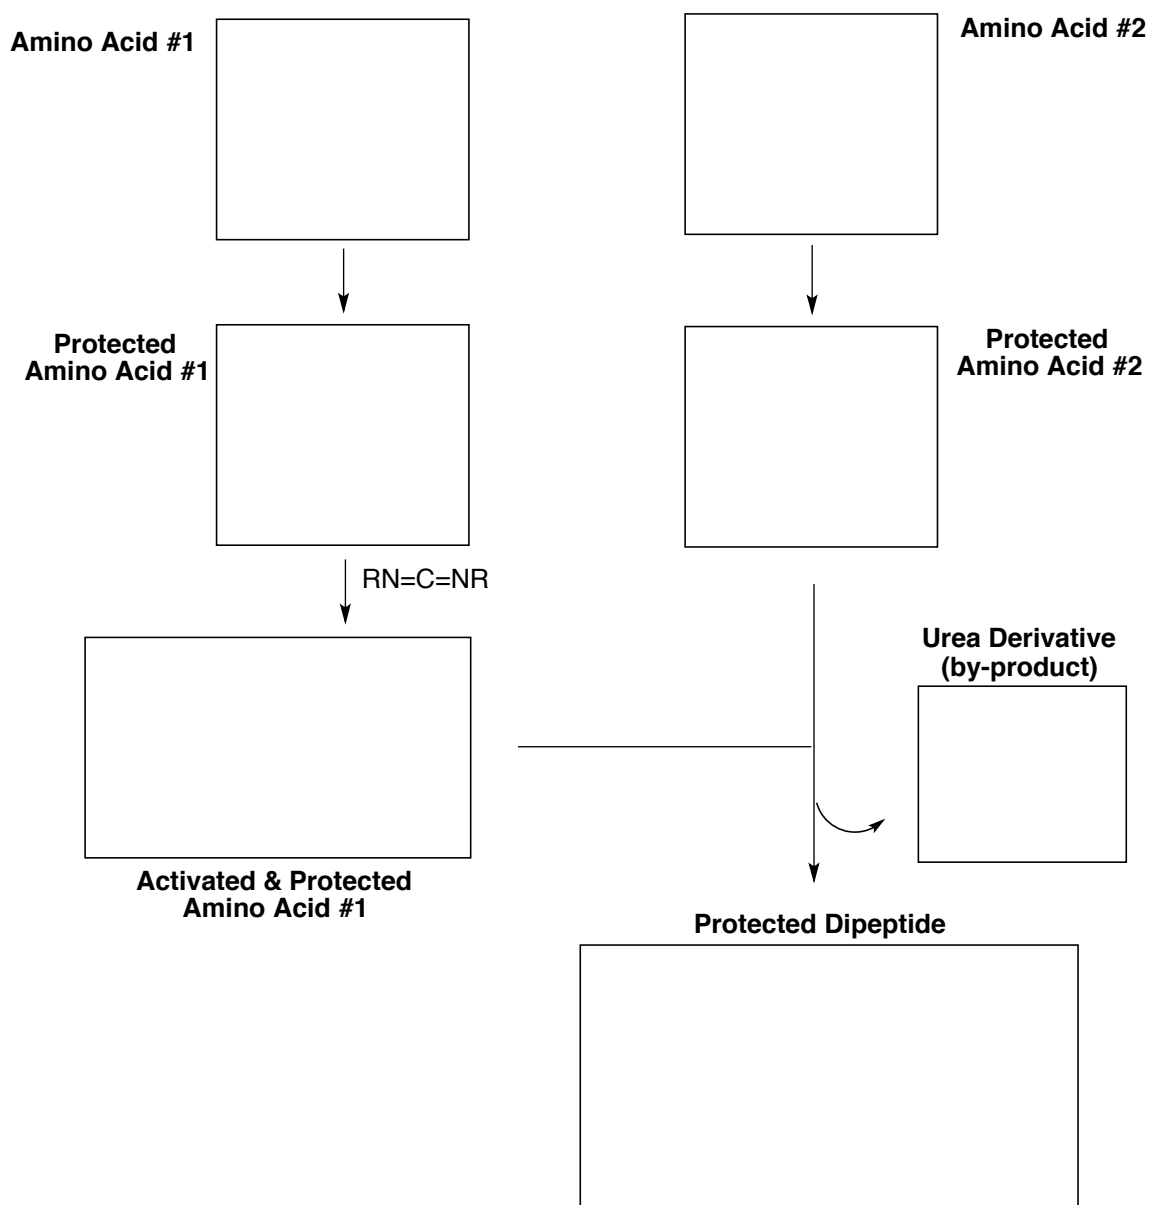 Amino Acid #1
Amino Acid #2
Protected
Amino Acid #1
Protected
Amino Acid #2
RN=C=NR
Urea Derivative
(by-product)
Activated & Protected
Amino Acid #1
Protected Dipeptide